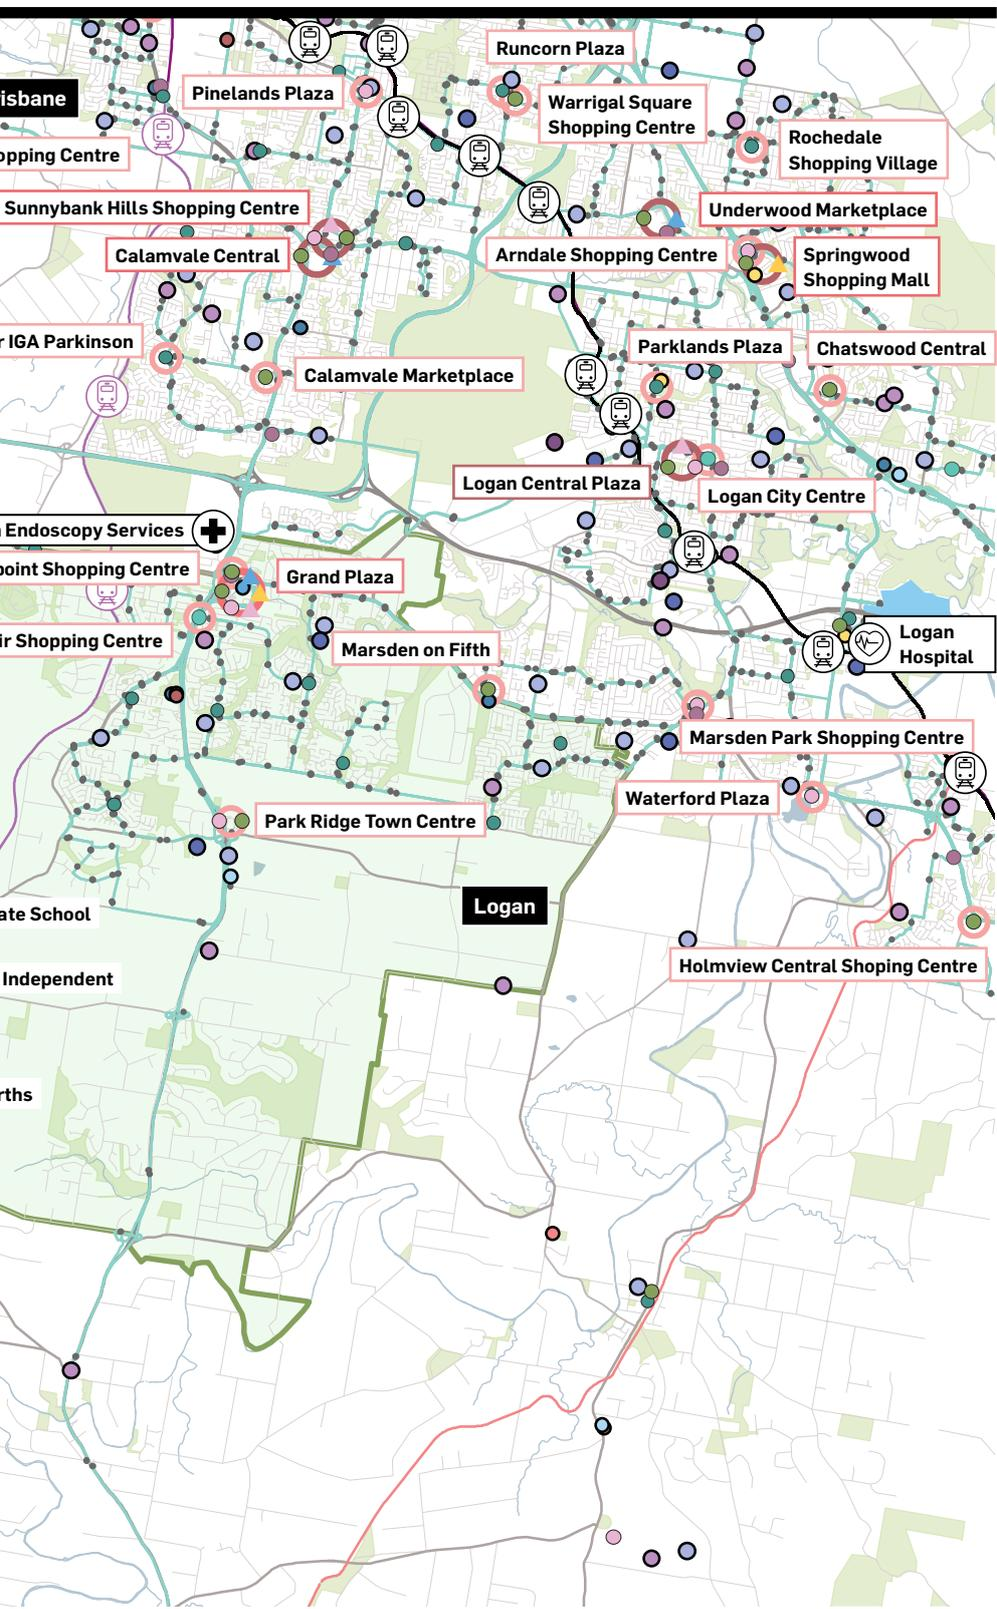 Runcorn Plaza
Pinelands Plaza
isbane
Warrigal Square
Shopping Centre
Rochedale
Shopping Village
opping Centre
Sunnybank Hills Shopping Centre
Underwood Marketplace
Calamvale Central
Arndale Shopping Centre
Springwood
Shopping Mall
r IGA Parkinson
Parklands Plaza
Chatswood Central
Calamvale Marketplace
Logan Central Plaza
Logan City Centre
n Endoscopy Services
point Shopping Centre
Grand Plaza
ir Shopping Centre
Marsden on Fifth
Logan
Hospital
Marsden Park Shopping Centre
Waterford Plaza
Park Ridge Town Centre
Logan
ate School
Holmview Central Shoping Centre
Independent
rths